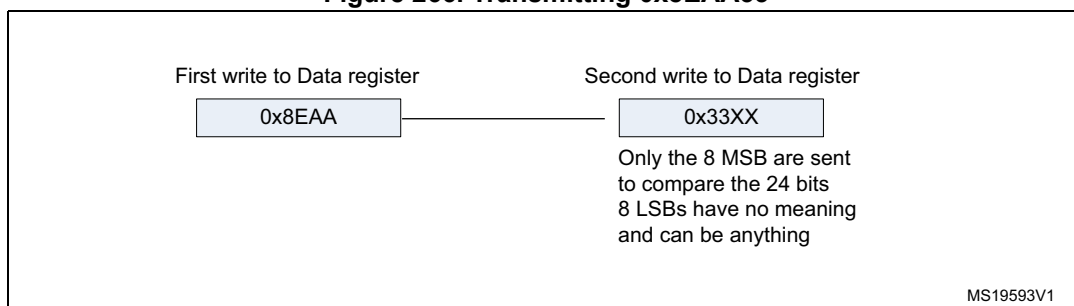 First write to Data register
Second write to Data register
0x8EAA
0x33XX
Only the 8 MSB are sent
to compare the 24 bits
8 LSBs have no meaning
and can be anything
MS19593V1